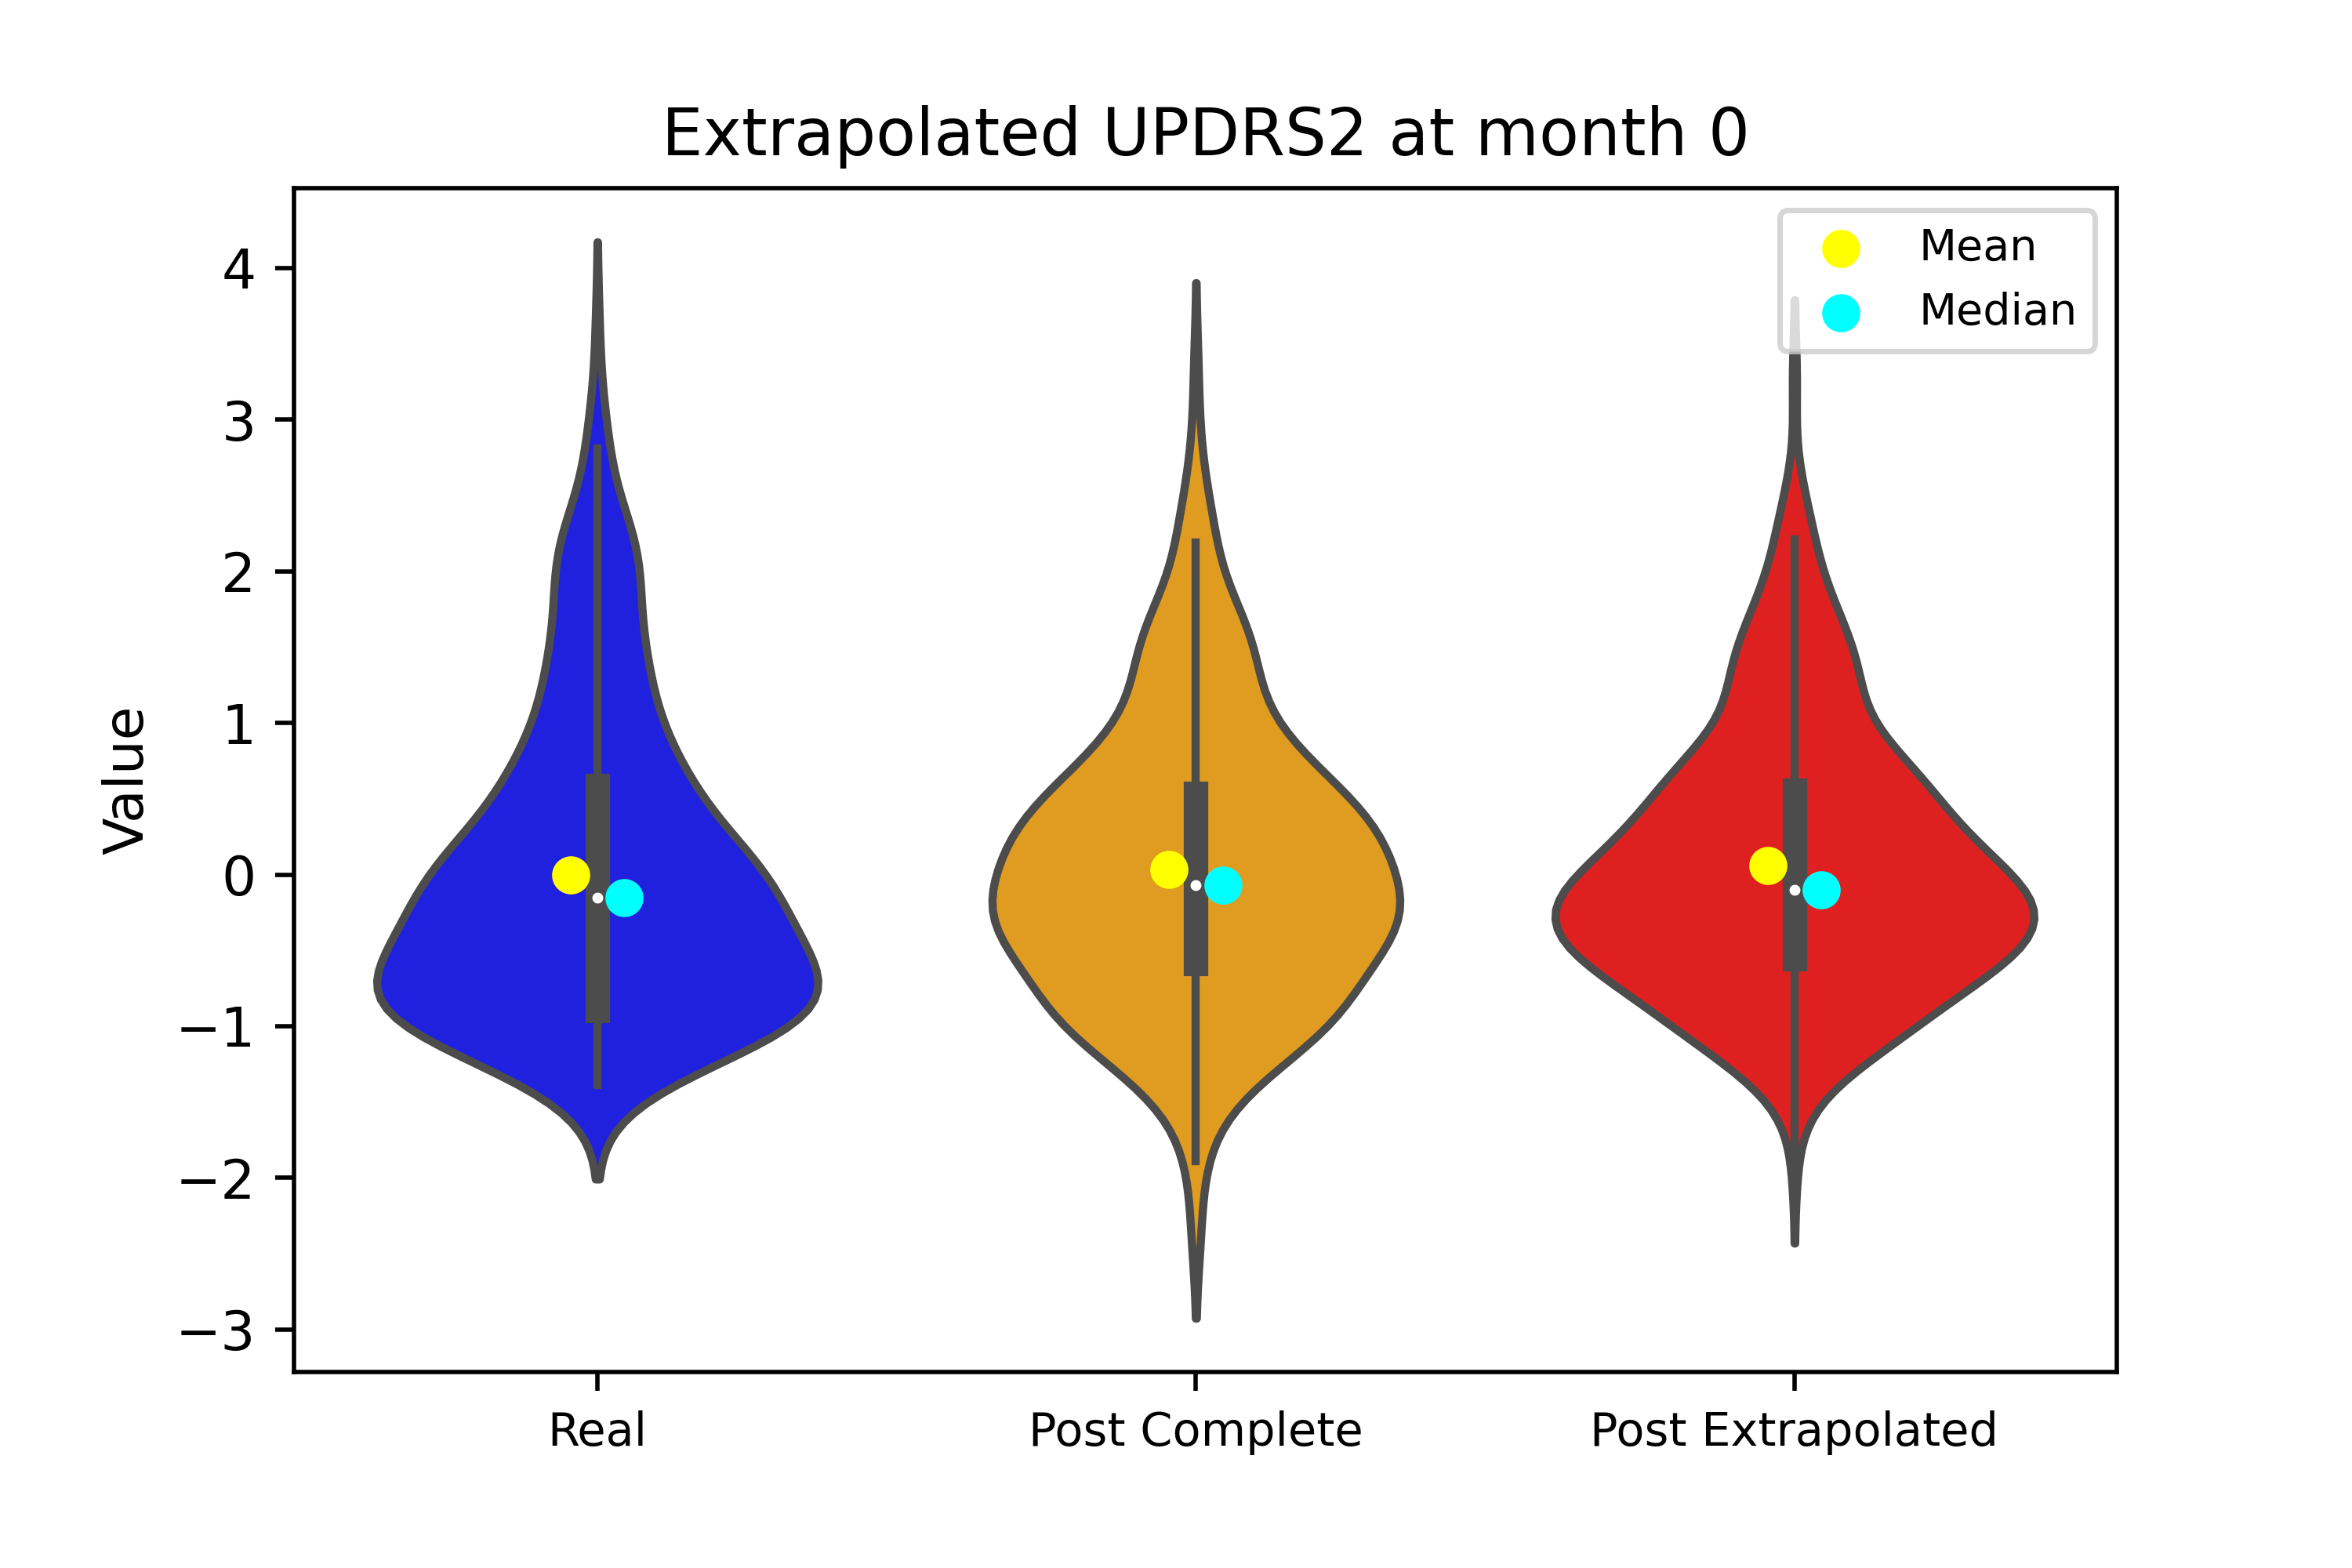 Extrapolated UPDRS2 at month 0
Mean
Median
4
3
2
1
0
−1
−2
−3
Value
Real
Post Complete
Post Extrapolated